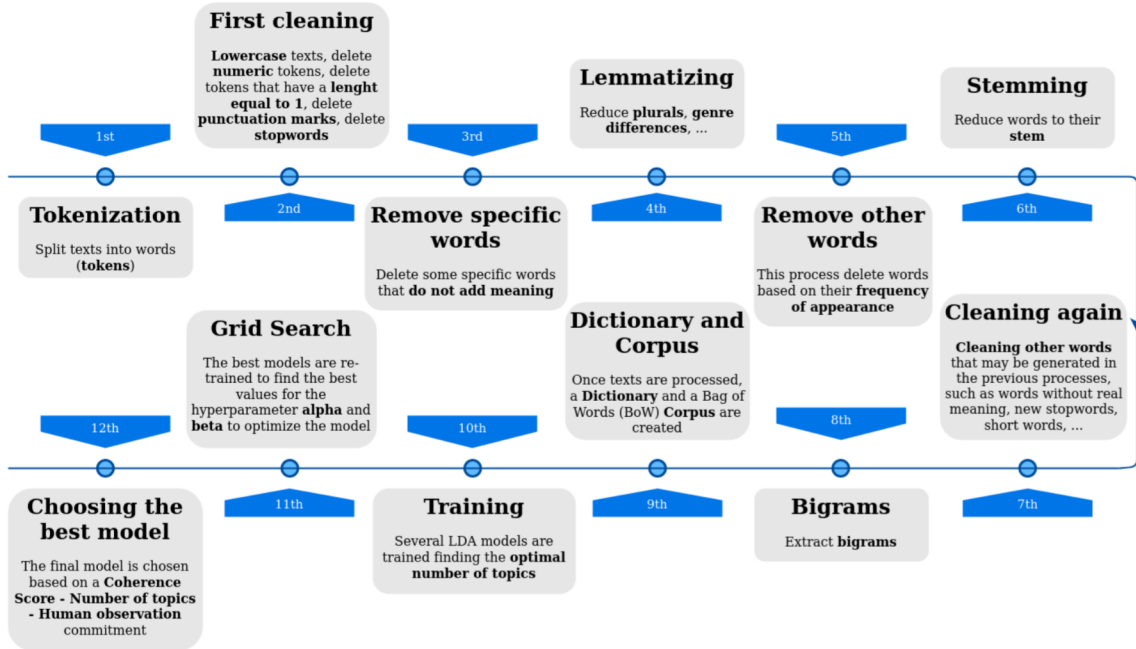 1st
Tokenization
Split texts into words
(tokens)
First cleaning
Lowercase texts, delete
numeric tokens, delete
tokens that have a lenght
equal to 1, delete
punctuation marks, delete
stopwords
2nd
3rd
Remove specific
words
Delete some specific words
that do not add meaning
Lemmatizing
Reduce plurals, genre
differences, ...
4th
5th
Remove other
words
This process delete words
based on their frequency
of appearance
Stemming
Reduce words to their
stem
6th
Cleaning again
Cleaning other words
that may be generated in
the previous processes,
such as words without real
meaning, new stopwords,
short words, ...
7th
8th
Bigrams
Extract bigrams
Dictionary and
Corpus
Once texts are processed,
a Dictionary and a Bag of
Words (BoW) Corpus are
created
9th
10th
Training
Several LDA models are
trained finding the optimal
number of topics
Grid Search
The best models are re-
trained to find the best
values for the
hyperparameter alpha and
beta to optimize the model
11th
12th
Choosing the
best model
The final model is chosen
based on a Coherence
Score - Number of topics
- Human observation
commitment